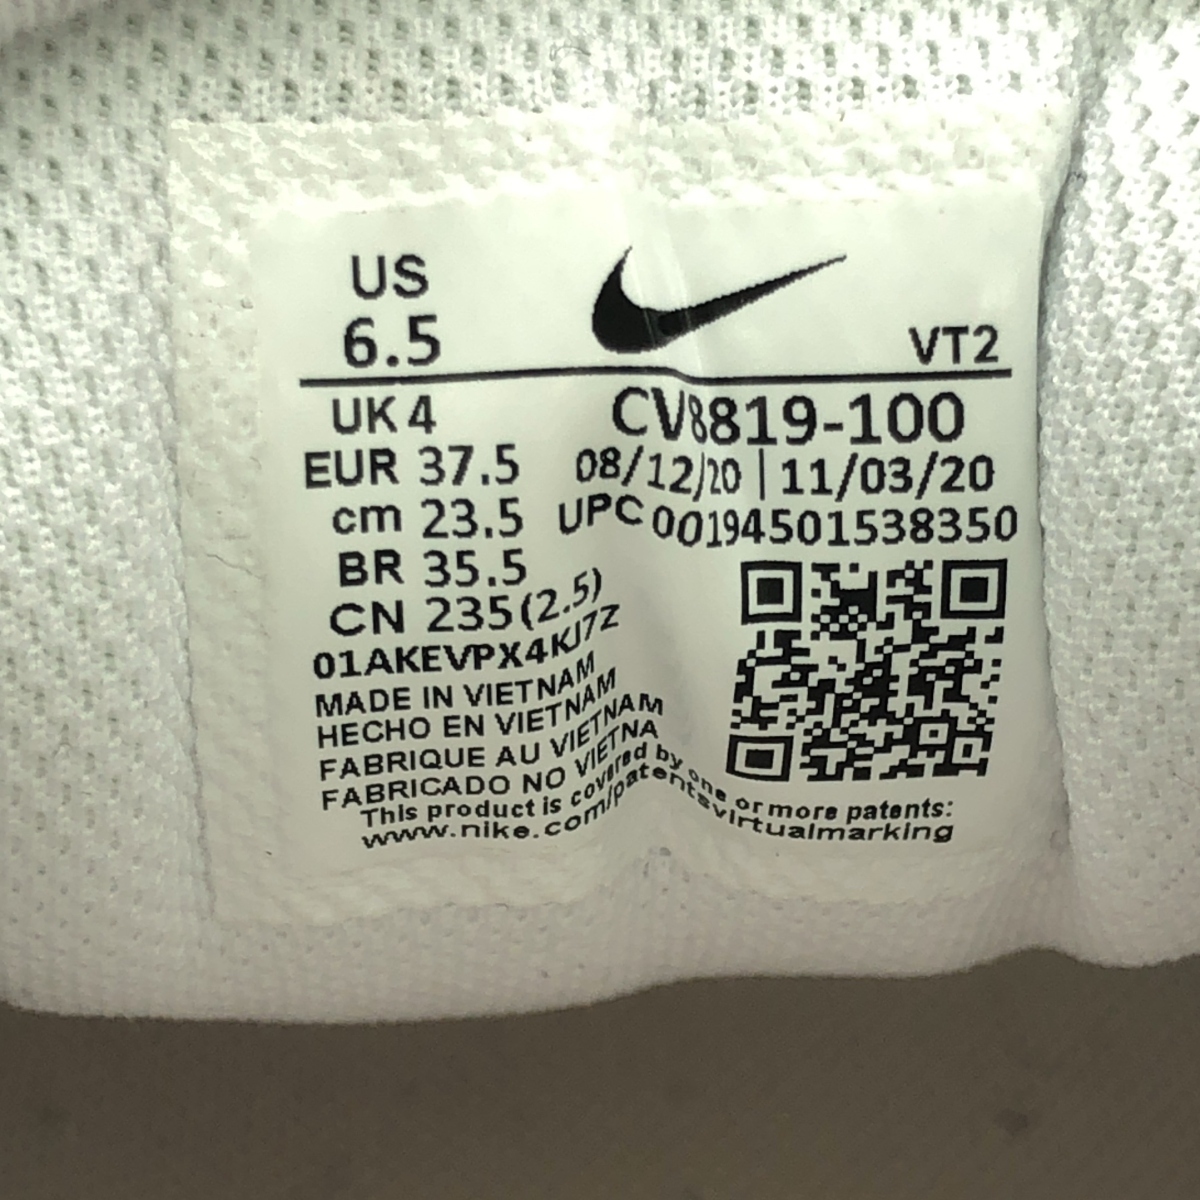 US
6.5
VT2
UK 4
CV8819-100
EUR 37.5
08/12/20 | 11/03/20
cm 23.5
UPC 00194501538350
BR 35.5
CN 235(2.5)
01AKEVPX4KJ7Z
MADE IN VIETNAM
HECHO EN VIETNAM
FABRIQUE AU VIETNAM
FABRICADO NO VIETNA
This product is covered by one or more patents:
www.nike.com/patentsvirtualmarking